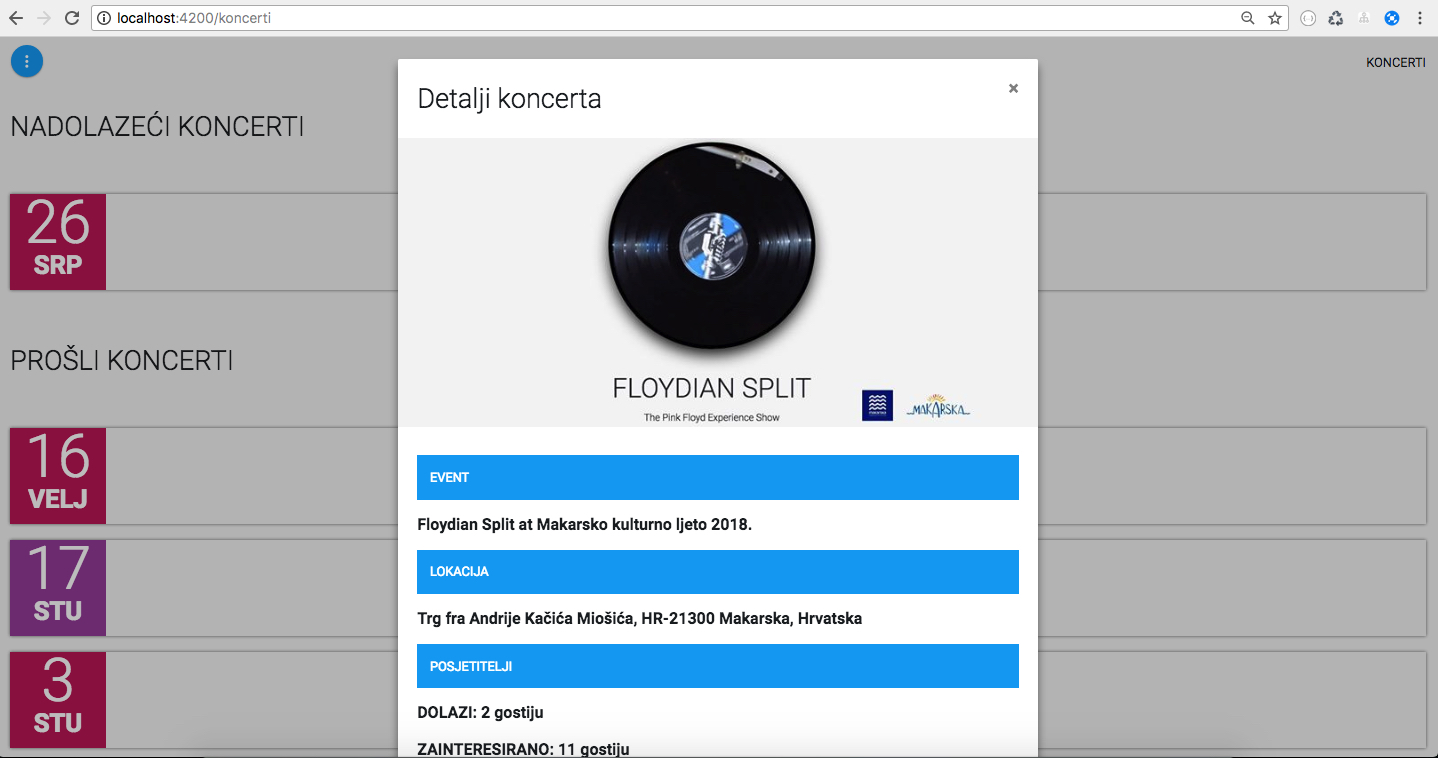 localhost:4200/koncerti
KONCERTI
NADOLAZEĆI KONCERTI
26
SRP
PROŠLI KONCERTI
16
VELJ
17
STU
3
STU
Detalji koncerta
×
FLOYDIAN SPLIT
The Pink Floyd Experience Show
MAKARSKA
EVENT
Floydian Split at Makarsko kulturno ljeto 2018.
LOKACIJA
Trg fra Andrije Kačića Miošića, HR-21300 Makarska, Hrvatska
POSJETITELJI
DOLAZI: 2 gostiju
ZAINTERESIRANO: 11 gostiju